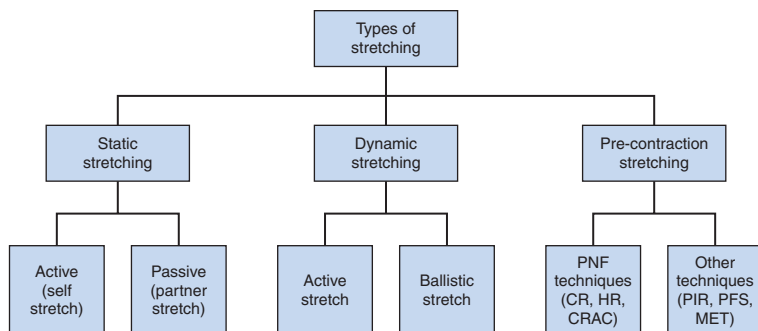 Types of
stretching
Static
stretching
Dynamic
stretching
Pre-contraction
stretching
Active
(self
stretch)
Passive
(partner
stretch)
Active
stretch
Ballistic
stretch
PNF
techniques
(CR, HR,
CRAC)
Other
techniques
(PIR, PFS,
MET)